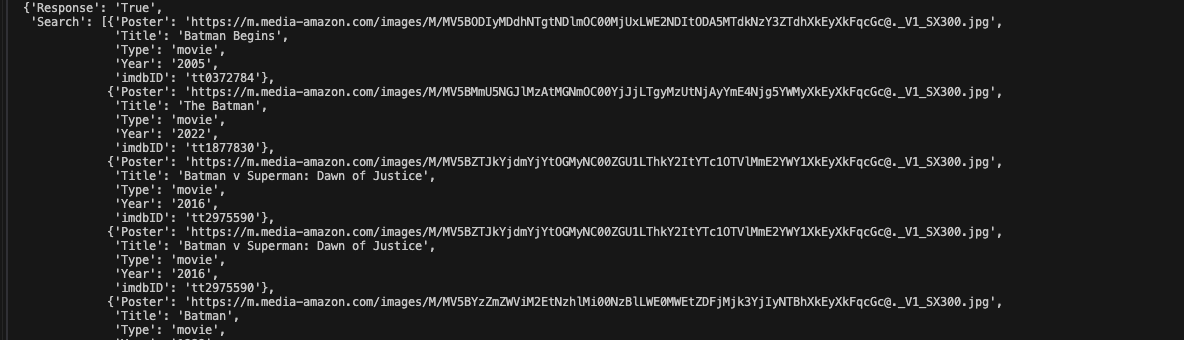 {'Response': 'True',
'Search': [{'Poster': 'https://m.media-amazon.com/images/M/MV5BODIyMDdhNTgtNDlmOC00MjUxLWE2NDItODA5MTdkNzY3ZTdhXkEyXkFqcGc@._V1_SX300.jpg',
'Title': 'Batman Begins',
'Type': 'movie',
'Year': '2005',
'imdbID': 'tt0372784'},
{'Poster': 'https://m.media-amazon.com/images/M/MV5BMmU5NGJlMzAtMGNmOC00YjJjLTgyMzUtNjAyYmE4Njg5YWMyXkEyXkFqcGc@._V1_SX300.jpg',
'Title': 'The Batman',
'Type': 'movie',
'Year': '2022',
'imdbID': 'tt1877830'},
{'Poster': 'https://m.media-amazon.com/images/M/MV5BZTJkYjdmYjYtOGMyNC00ZGU1LThkY2ItYTc1OTVlMmE2YWY1XkEyXkFqcGc@._V1_SX300.jpg',
'Title': 'Batman v Superman: Dawn of Justice',
'Type': 'movie',
'Year': '2016',
'imdbID': 'tt2975590'},
{'Poster': 'https://m.media-amazon.com/images/M/MV5BZTJkYjdmYjYtOGMyNC00ZGU1LThkY2ItYTc1OTVlMmE2YWY1XkEyXkFqcGc@._V1_SX300.jpg',
'Title': 'Batman v Superman: Dawn of Justice',
'Type': 'movie',
'Year': '2016',
'imdbID': 'tt2975590'},
{'Poster': 'https://m.media-amazon.com/images/M/MV5BYzZmZWViM2EtNzhlMi00NzBlLWE0MWEtZDFjMjk3YjIyNTBhXkEyXkFqcGc@._V1_SX300.jpg',
'Title': 'Batman',
'Type': 'movie',